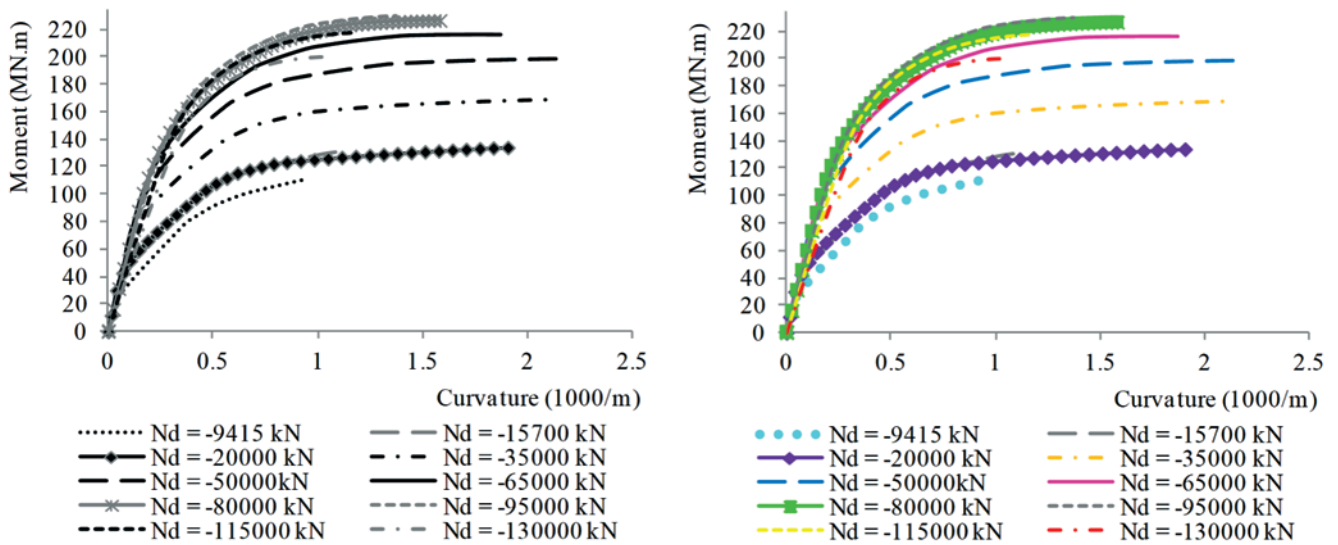 220
200
180
160
140
120
100
80
60
40
20
0
Moment (MN.m)
0 0.5 1 1.5 2 2.5
Curvature (1000/m)
Nd = -9415 kN
Nd = -15700 kN
Nd = -20000 kN
Nd = -35000 kN
Nd = -50000kN
Nd = -65000 kN
Nd = -80000 kN
Nd = -95000 kN
Nd = -115000 kN
Nd = -130000 kN
220
200
180
160
140
120
100
80
60
40
20
0
Moment (MN.m)
0 0.5 1 1.5 2 2.5
Curvature (1000/m)
Nd = -9415 kN
Nd = -15700 kN
Nd = -20000 kN
Nd = -35000 kN
Nd = -50000kN
Nd = -65000 kN
Nd = -80000 kN
Nd = -95000 kN
Nd = -115000 kN
Nd = -130000 kN